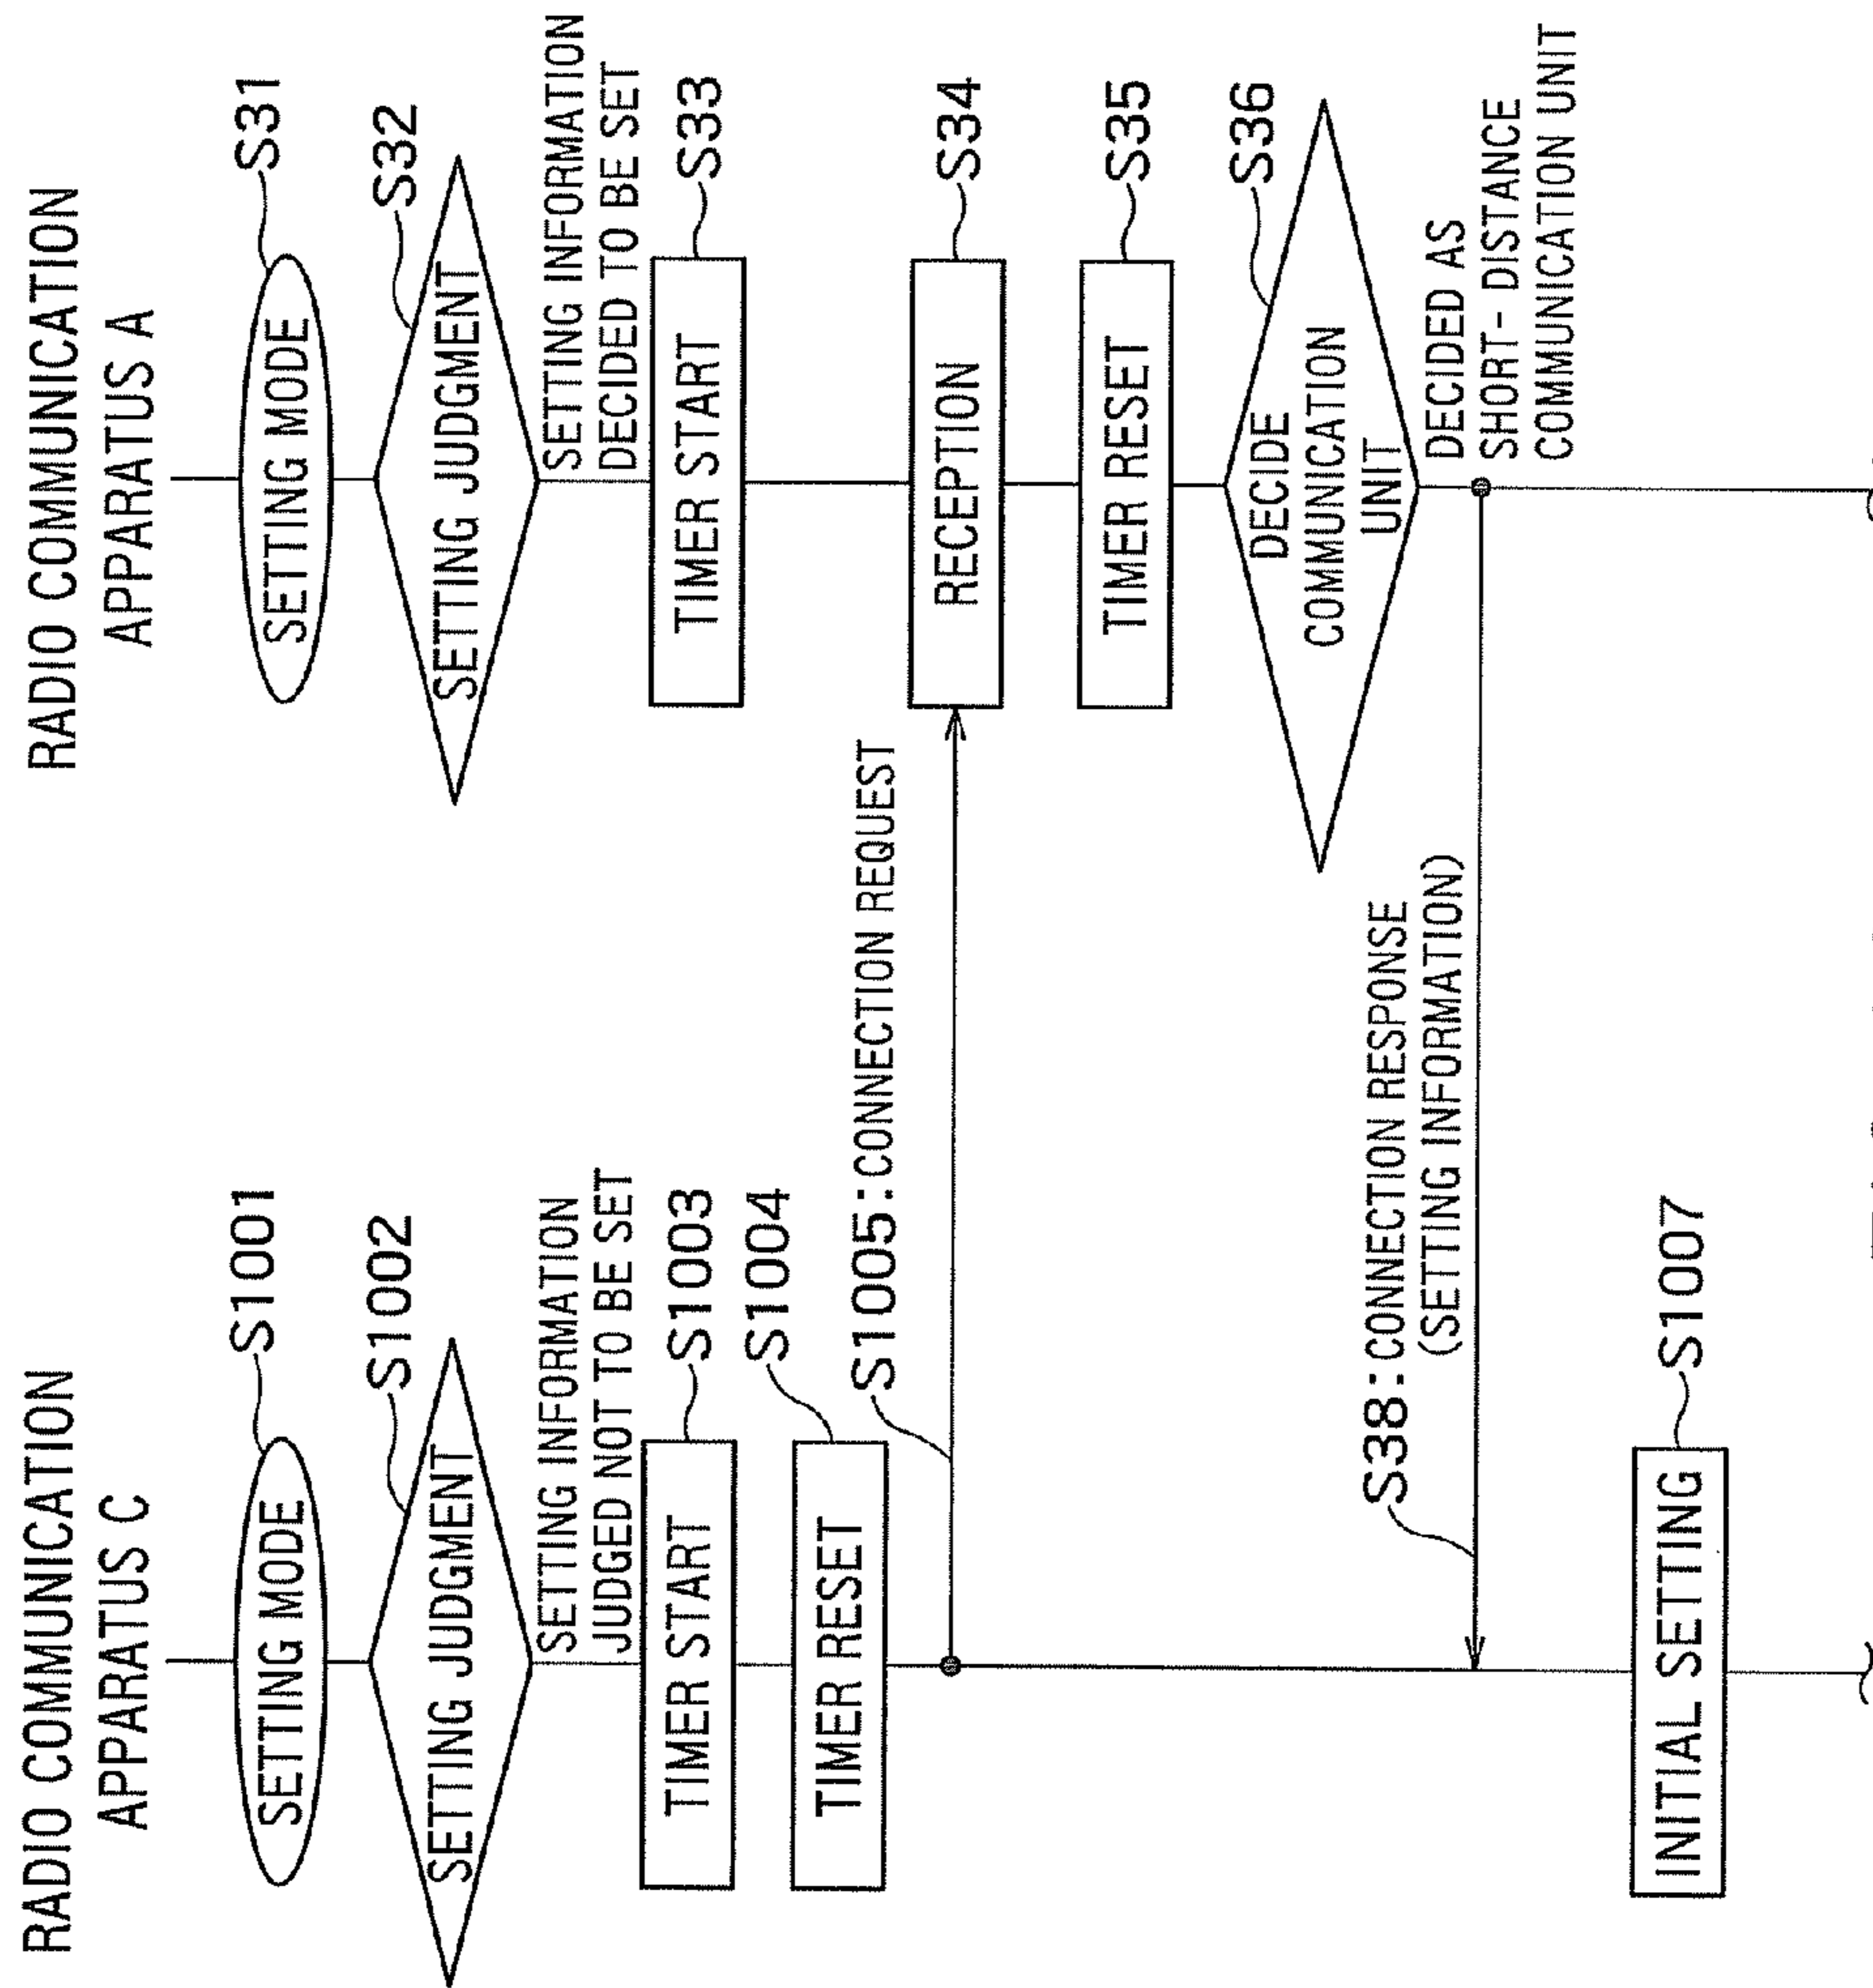 RADIO COMMUNICATION
APPARATUS C
S1001
SETTING MODE
S1002
SETTING JUDGMENT
SETTING INFORMATION
JUDGED NOT TO BE SET
S1003
TIMER START
S1004
TIMER RESET
S1005:CONNECTION REQUEST
S38:CONNECTION RESPONSE
(SETTING INFORMATION)
S1007
INITIAL SETTING
RADIO COMMUNICATION
APPARATUS A
S31
SETTING MODE
S32
SETTING JUDGMENT
SETTING INFORMATION
DECIDED TO BE SET
S33
TIMER START
S34
RECEPTION
S35
TIMER RESET
S36
DECIDE
COMMUNICATION
UNIT
DECIDED AS
SHORT- DISTANCE
COMMUNICATION UNIT